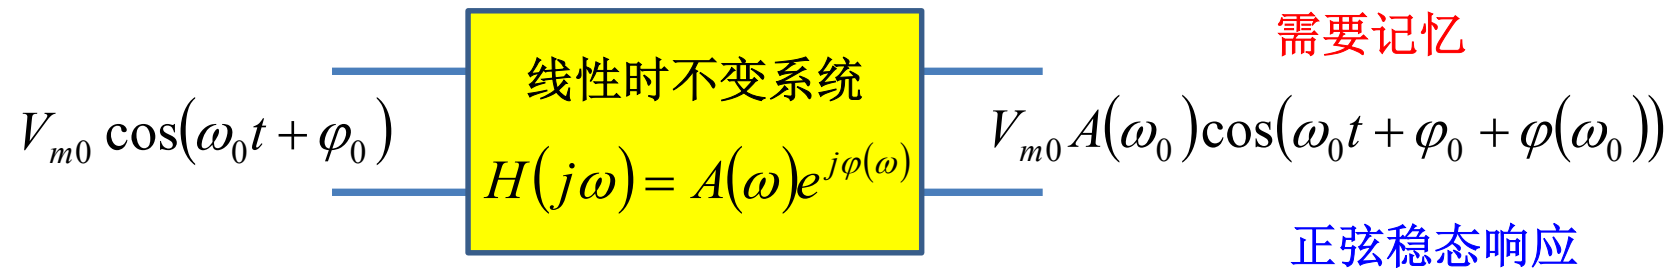 需要记忆
线性时不变系统
V_{m0} cos(ω_0 t + φ_0)
H(jω) = A(ω)e^{jφ(ω)}
V_{m0} A(ω_0)cos(ω_0 t + φ_0 + φ(ω_0))
正弦稳态响应